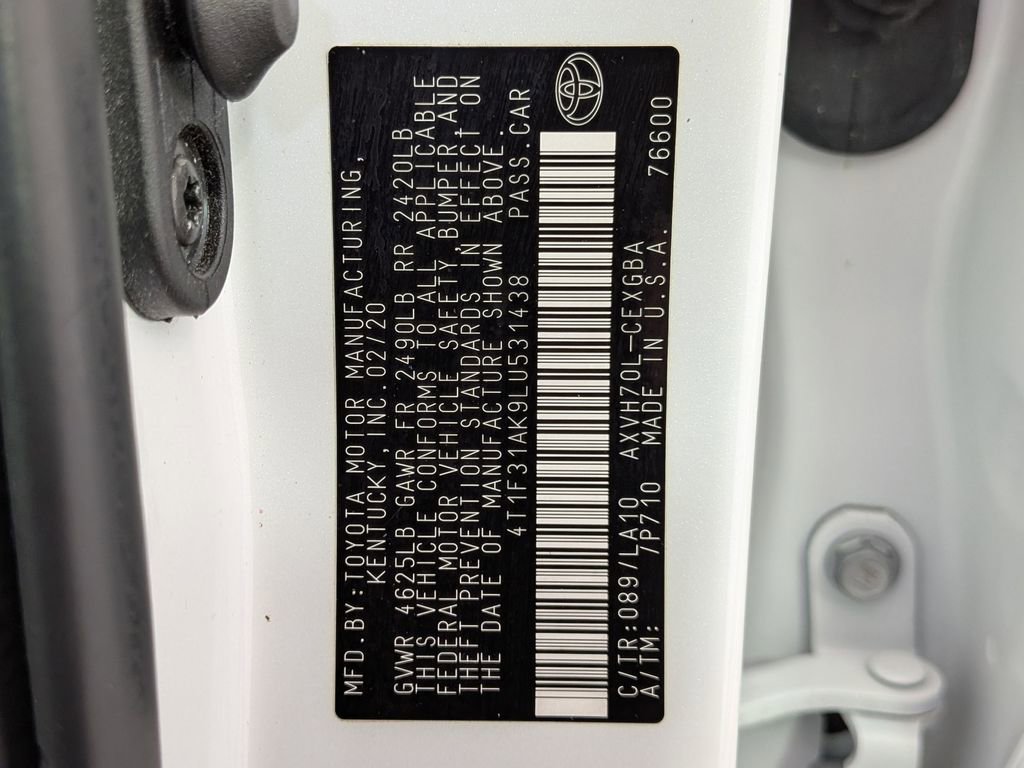 MFD.BY:TOYOTA MOTOR MANUFACTURING,
KENTUCKY,INC.02/20
GVWR 4625LB GAWR FR 2490LB RR 2420LB
THIS VEHICLE CONFORMS TO ALL APPLICABLE
FEDERAL MOTOR VEHICLE SAFETY,BUMPER,AND
THEFT PREVENTION STANDARDS IN EFFECT ON
THE DATE OF MANUFACTURE SHOWN ABOVE.
4T1F31AK9LU531438 PASS.CAR
C/TR:089/LA10 AXVH70L-CEXGBA
A/TM: /P710 MADE IN U.S.A. 76600